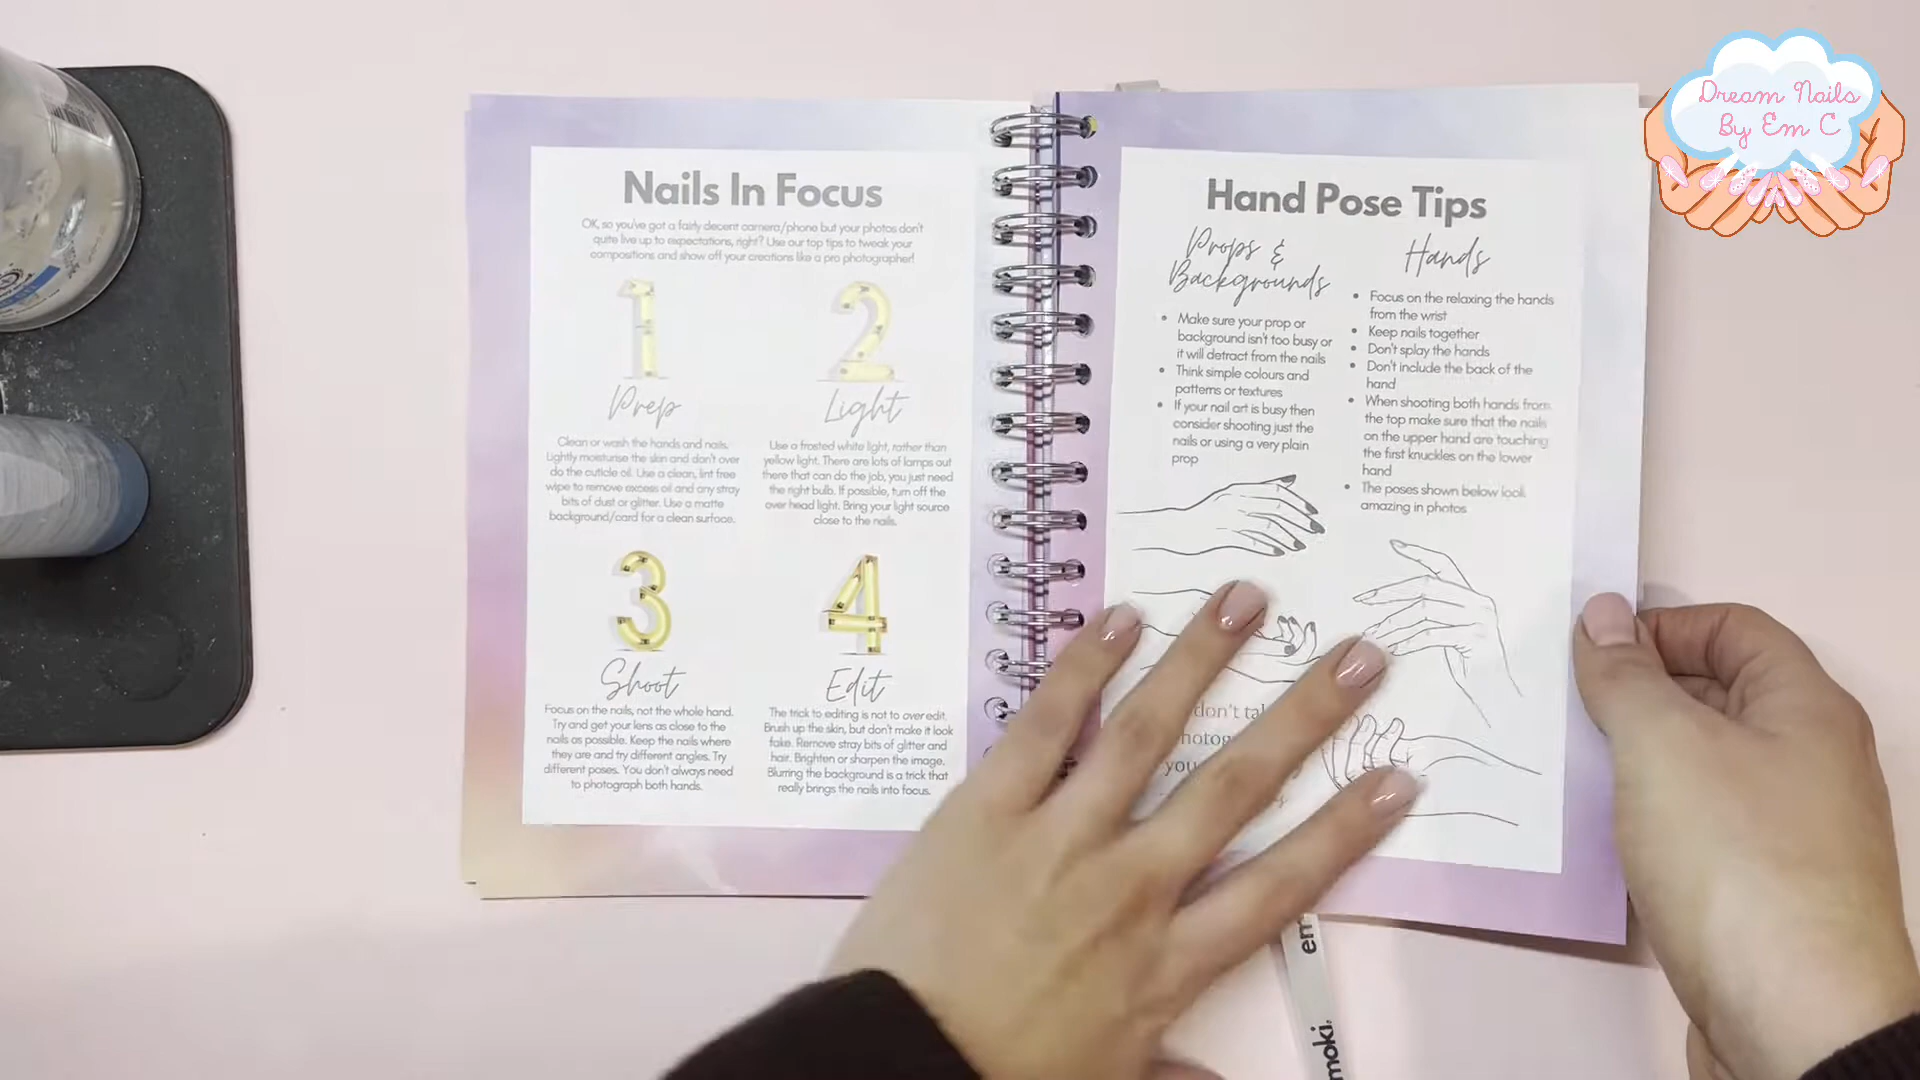 Dream Nails
By Em C
Nails In Focus
OK, so you've got a fairly decent camera/phone but your photos don't
quite live up to expectations, right? Use our top tips to tweak your
compositions and show off your creations like a pro photographer!
1
Prep
Clean or wash the hands and nails.
Lightly moisturise the skin and don't over
do the cuticle oil. Use a clean, lint free
wipe to remove excess oil and any stray
bits of dust or glitter. Use a matte
background/card for a clean surface.
2
Light
Use a frosted white light, rather than
yellow light. There are lots of lamps out
there that can do the job, you just need
the right bulb. If possible, turn off the
over head light. Bring your light source
close to the nails.
3
Shoot
Focus on the nails, not the whole hand.
Try and get your lens as close to the
nails as possible. Keep the nails where
they are and try different angles. Try
different poses. You don't always need
to photograph both hands.
4
Edit
The trick to editing is not to over edit.
Brush up the skin, but don't make it look
fake. Remove stray bits of glitter and
hair. Brighten or sharpen the image.
Blurring the background is a trick that
really brings the nails into focus.
Hand Pose Tips
Props &
Backgrounds
• Make sure your prop or
background isn't too busy or
it will detract from the nails
• Think simple colours and
patterns or textures
• If your nail art is busy then
consider shooting just the
nails or using a very plain
prop
Hands
• Focus on the relaxing the hands
from the wrist
• Keep nails together
• Don't splay the hands
• Don't include the back of the
hand
• When shooting both hands from
the top make sure that the nails
on the upper hand are touching
the first knuckles on the lower
hand
• The poses shown below look
amazing in photos
don't
you
em
moki